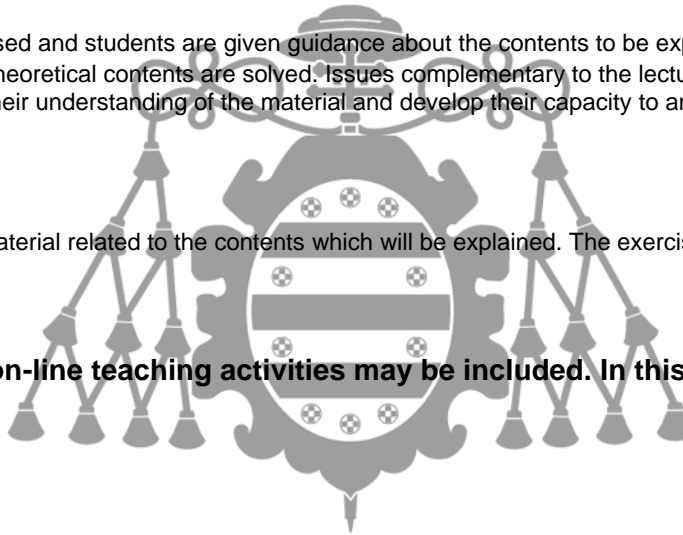 sed and students are given guidance about the contents to be exp
heoretical contents are solved. Issues complementary to the lectu
heir understanding of the material and develop their capacity to an
aterial related to the contents which will be explained. The exercis
on-line teaching activities may be included. In this